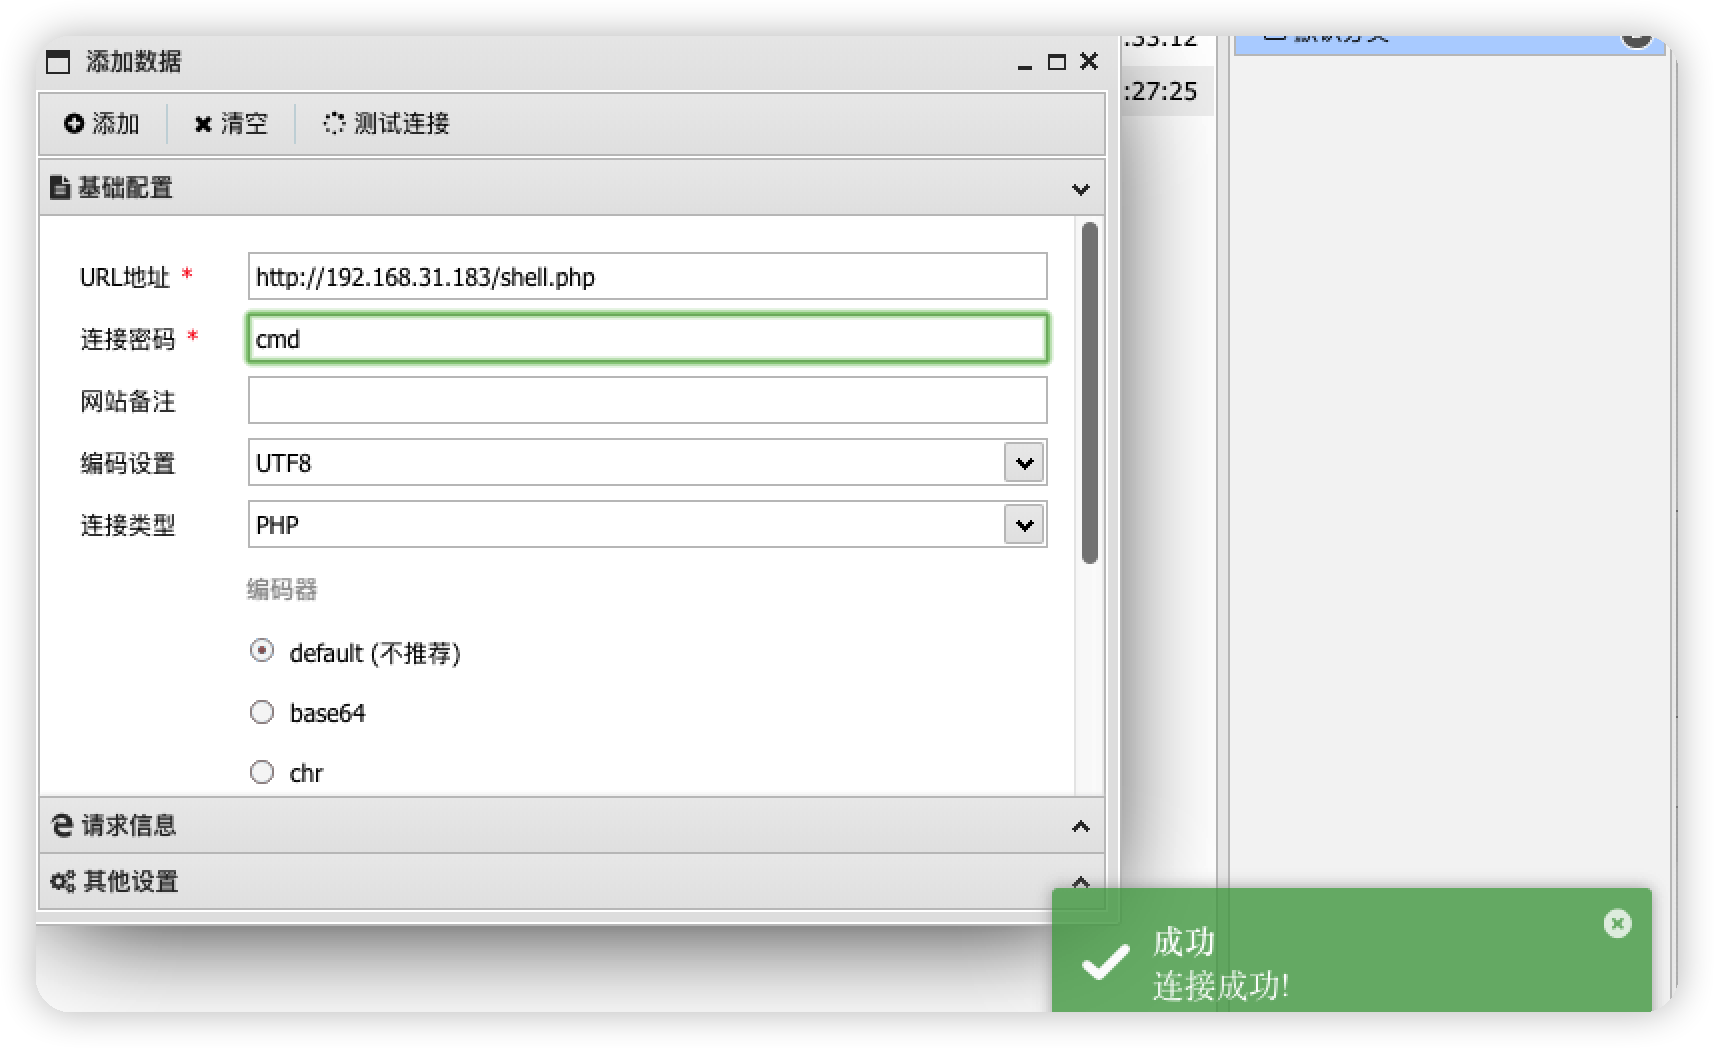 添加数据
:33:12
:27:25
添加
清空
测试连接
基础配置
URL地址 *
http://192.168.31.183/shell.php
连接密码 *
cmd
网站备注
编码设置
UTF8
连接类型
PHP
编码器
default (不推荐)
base64
chr
请求信息
其他设置
成功
连接成功!